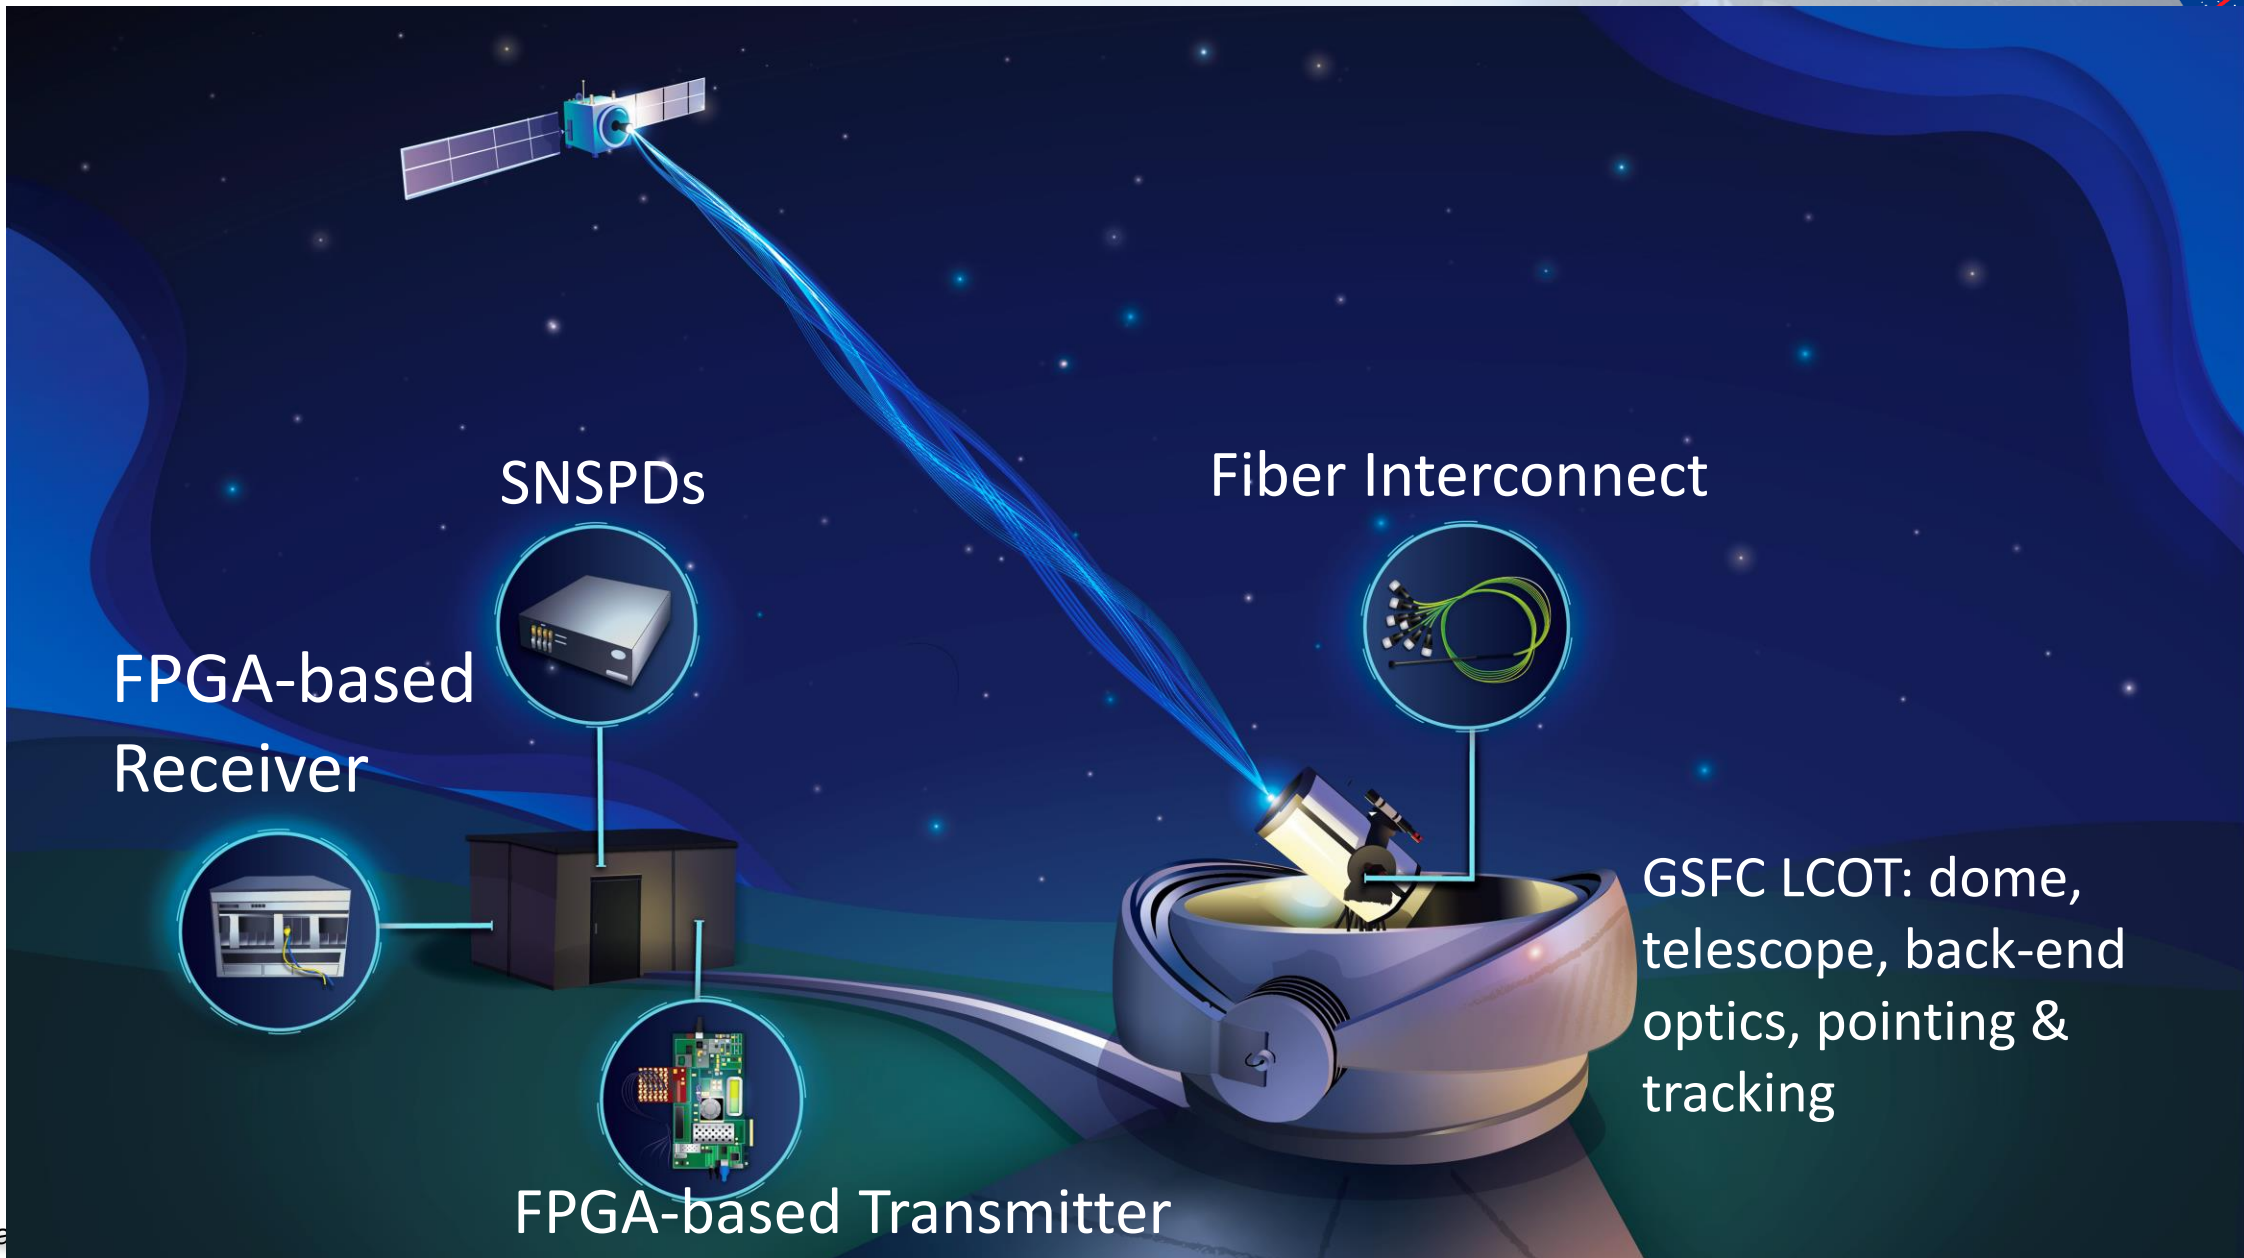 SNSPDs
Fiber Interconnect
FPGA-based
Receiver
GSFC LCOT: dome,
telescope, back-end
optics, pointing &
tracking
FPGA-based Transmitter